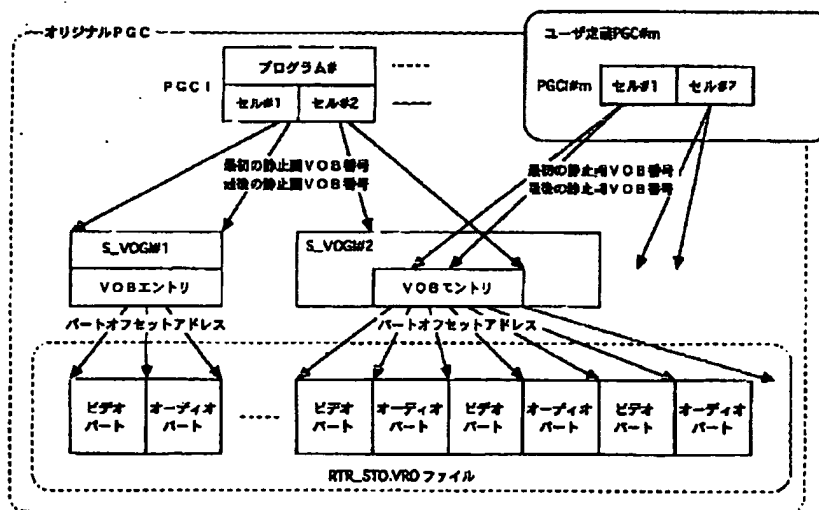 オリジナルPGC
ユーザ定義PGC#m
プログラム#
PGCI
セル#1
セル#2
PGCI#m
セル#1
セル#?
最初の静止画VOB番号
最後の静止画VOB番号
最初の静止画VOB番号
最後の静止画VOB番号
S_VOGI#1
S_VOGI#2
VOBエントリ
VOBエントリ
パートオフセットアドレス
パートオフセットアドレス
ビデオ
パート
オーディオ
パート
ビデオ
パート
オーディオ
パート
ビデオ
パート
オーディオ
パート
ビデオ
パート
オーディオ
パート
RTR_STO.VROファイル